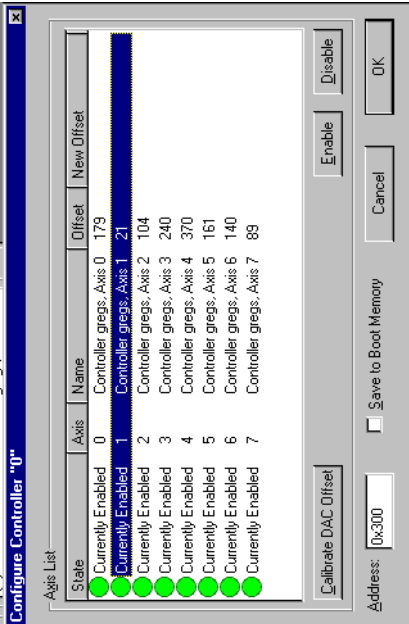 Configure Controller "0"
Axis List
State Axis Name Offset New Offset
Currently Enabled 0 Controller gregs, Axis 0 179
Currently Enabled 1 Controller gregs, Axis 1 21
Currently Enabled 2 Controller gregs, Axis 2 104
Currently Enabled 3 Controller gregs, Axis 3 240
Currently Enabled 4 Controller gregs, Axis 4 370
Currently Enabled 5 Controller gregs, Axis 5 161
Currently Enabled 6 Controller gregs, Axis 6 140
Currently Enabled 7 Controller gregs, Axis 7 89
Calibrate DAC Offset Enable Disable
Address: 0x300 Save to Boot Memory Cancel OK